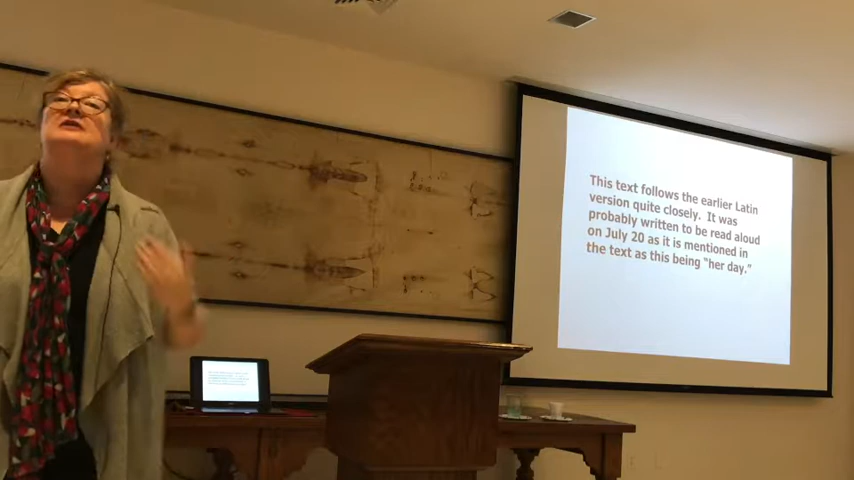 This text follows the earlier Latin
version quite closely. It was
probably written to be read aloud
on July 20 as it is mentioned in
the text as this being "her day."